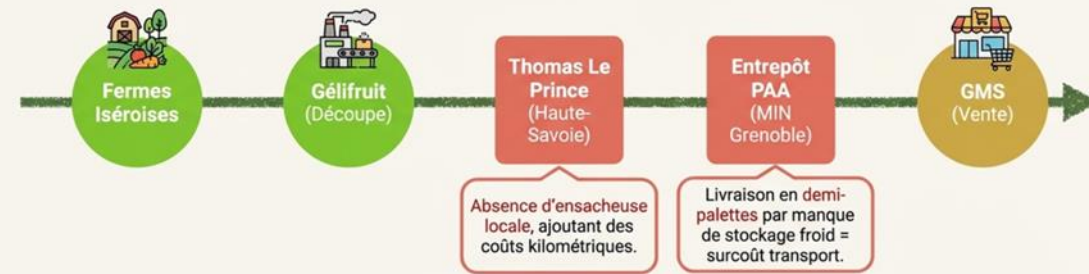 Fermes
Iséroises
Gélifruit
(Découpe)
Thomas Le
Prince
(Haute-
Savoie)
Entrepôt
PAA
(MIN
Grenoble)
GMS
(Vente)
Absence d'ensacheuse
locale, ajoutant des
coûts kilométriques.
Livraison en demi-
palettes par manque
de stockage froid =
surcoût transport.